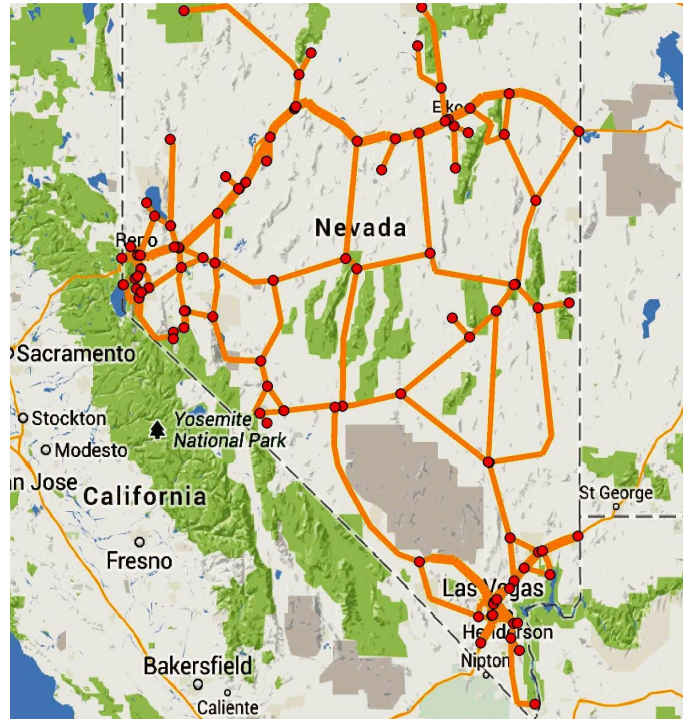 Elko
Nevada
Reno
Sacramento
Yosemite
National Park
Stockton
Modesto
an Jose
California
St George
Fresno
Las Vegas
Henderson
Nipton
Bakersfield
Caliente